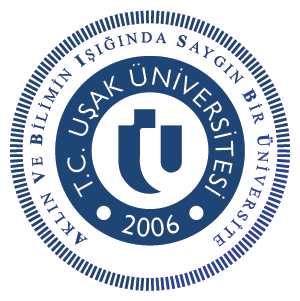 AKLIN VE BİLİMİN IŞIĞINDA SAYGIN BİR ÜNİVERSİTE
T.C. UŞAK ÜNİVERSİTESİ
2006